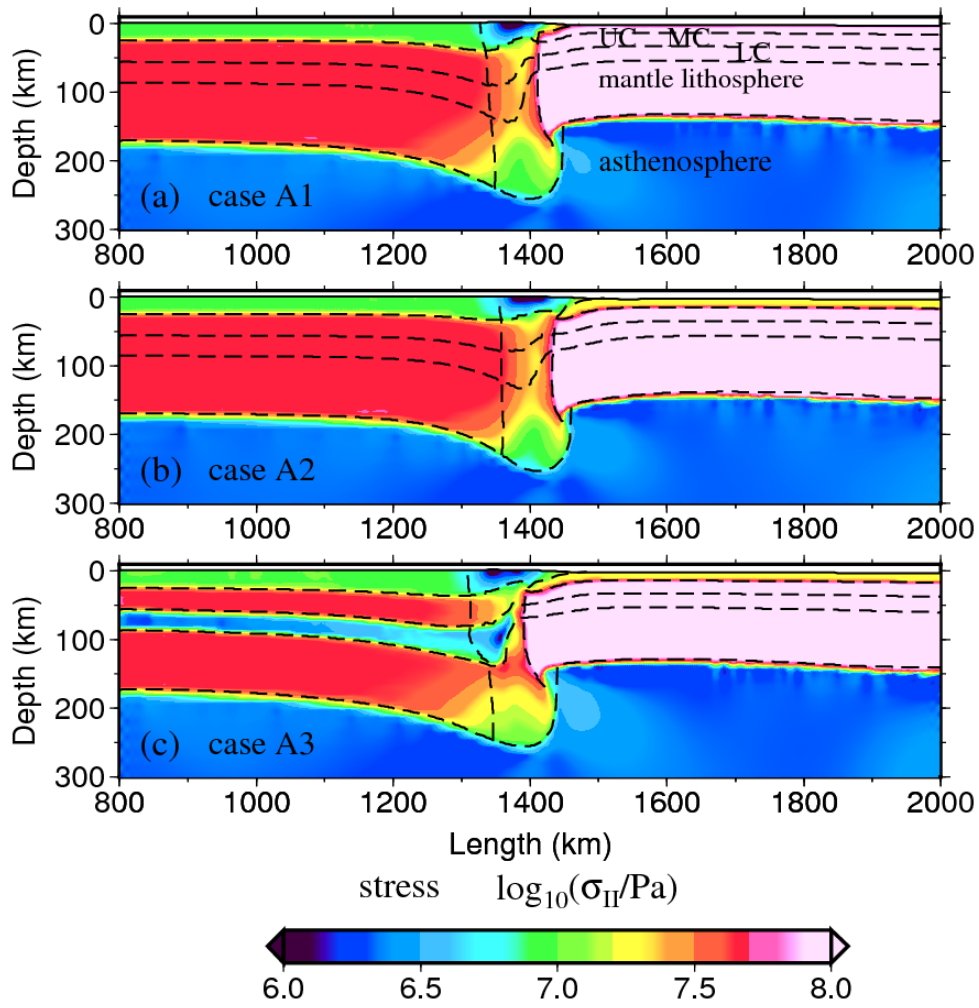 0
100
200
300
Depth (km)
UC MC
LC
mantle lithosphere
asthenosphere
(a) case A1
800 1000 1200 1400 1600 1800 2000
0
100
200
300
Depth (km)
(b) case A2
800 1000 1200 1400 1600 1800 2000
0
100
200
300
Depth (km)
(c) case A3
800 1000 1200 1400 1600 1800 2000
Length (km)
stress log₁₀(σ_II/Pa)
6.0 6.5 7.0 7.5 8.0